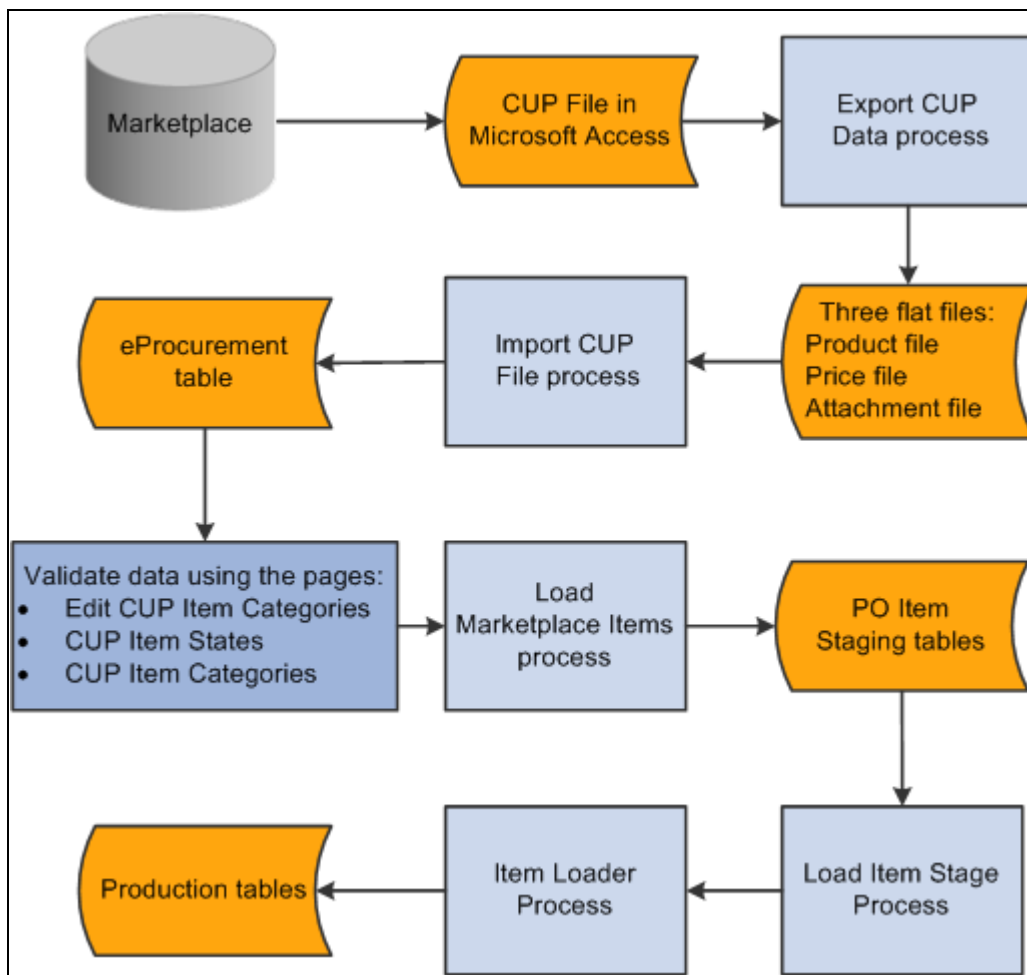 Marketplace
CUP File in
Microsoft Access
Export CUP
Data process
Three flat files:
Product file
Price file
Attachment file
Import CUP
File process
eProcurement
table
Validate data using the pages:
• Edit CUP Item Categories
• CUP Item States
• CUP Item Categories
Load
Marketplace Items
process
PO Item
Staging tables
Load Item Stage
Process
Item Loader
Process
Production tables